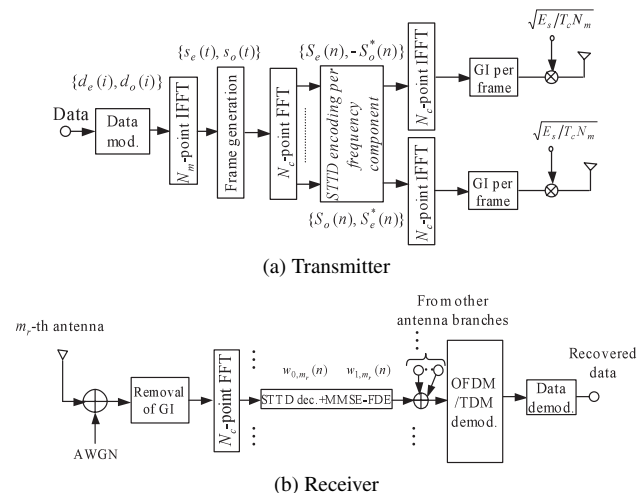 √E_s/T_cN_m
{s_e(t), s_o(t)}
{S_e(n),-S_o^*(n)}
{d_e(i), d_o(i)}
Data
Data mod.
N_m-point IFFT
Frame generation
N_c-point FFT
STTD encoding per frequency component
N_c-point IFFT
GI per frame
√E_s/T_cN_m
{S_o(n), S_e^*(n)}
N_c-point IFFT
GI per frame
(a) Transmitter
m_r-th antenna
AWGN
Removal of GI
N_c-point FFT
w_{0,m_r}(n) w_{1,m_r}(n)
STTD dec.+MMSE-FDE
From other antenna branches
OFDM /TDM demod.
Data demod.
Recovered data
(b) Receiver